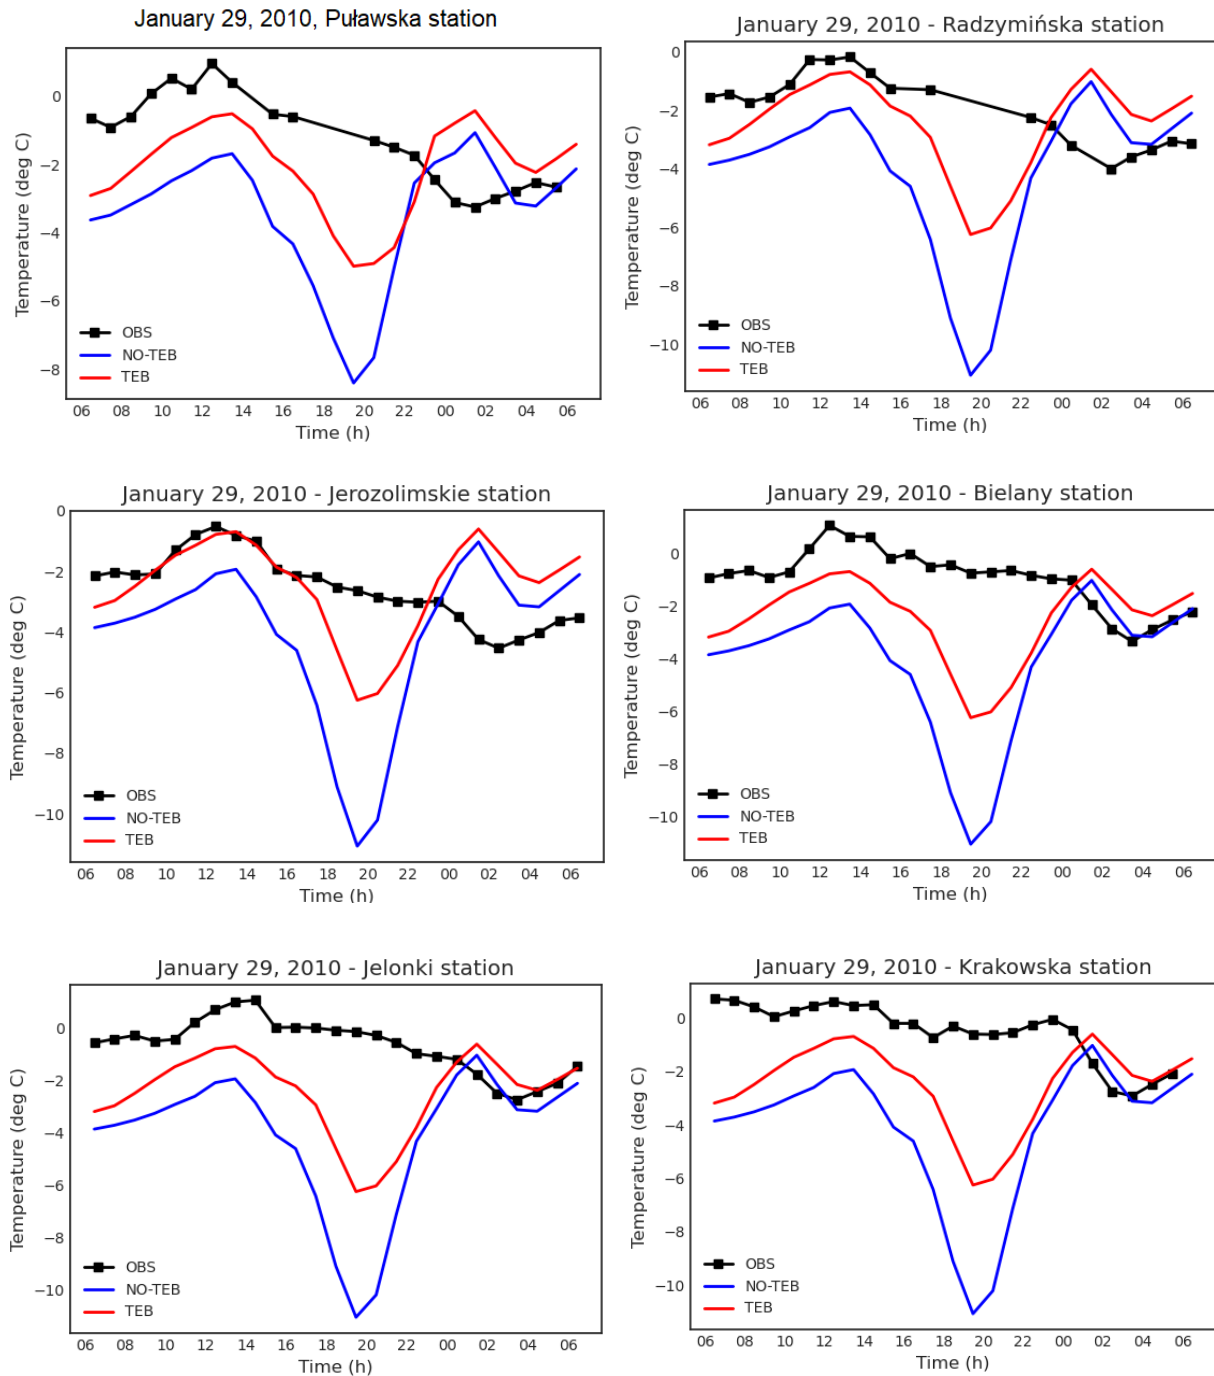 January 29, 2010, Puławska station
0
−2
−4
−6
−8
Temperature (deg C)
OBS
NO-TEB
TEB
06 08 10 12 14 16 18 20 22 00 02 04 06
Time (h)
January 29, 2010 - Radzymińska station
0
−2
−4
−6
−8
−10
Temperature (deg C)
OBS
NO-TEB
TEB
06 08 10 12 14 16 18 20 22 00 02 04 06
Time (h)
January 29, 2010 - Jerozolimskie station
0
−2
−4
−6
−8
−10
Temperature (deg C)
OBS
NO-TEB
TEB
06 08 10 12 14 16 18 20 22 00 02 04 06
Time (h)
January 29, 2010 - Bielany station
0
−2
−4
−6
−8
−10
Temperature (deg C)
OBS
NO-TEB
TEB
06 08 10 12 14 16 18 20 22 00 02 04 06
Time (h)
January 29, 2010 - Jelonki station
0
−2
−4
−6
−8
−10
Temperature (deg C)
OBS
NO-TEB
TEB
06 08 10 12 14 16 18 20 22 00 02 04 06
Time (h)
January 29, 2010 - Krakowska station
0
−2
−4
−6
−8
−10
Temperature (deg C)
OBS
NO-TEB
TEB
06 08 10 12 14 16 18 20 22 00 02 04 06
Time (h)